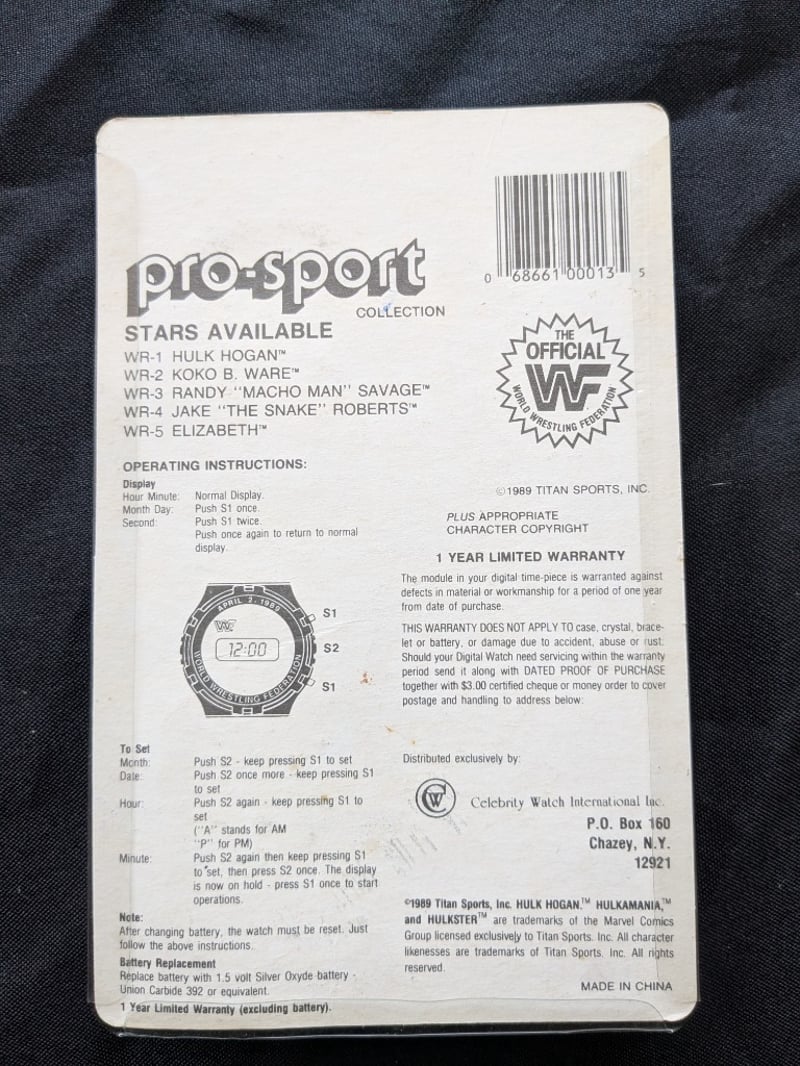 0 68661 00013 5
pro-sport
COLLECTION
STARS AVAILABLE
WR-1 HULK HOGAN™
WR-2 KOKO B. WARE™
WR-3 RANDY "MACHO MAN" SAVAGE™
WR-4 JAKE "THE SNAKE" ROBERTS™
WR-5 ELIZABETH™
THE
OFFICIAL
WF
WORLD WRESTLING FEDERATION
OPERATING INSTRUCTIONS:
Display
Hour Minute: Normal Display.
Month Day: Push S1 once.
Second: Push S1 twice.
Push once again to return to normal
display.
APRIL 2, 1989
WF
12:00
WORLD WRESTLING FEDERATION
S1
S2
S1
To Set
Month: Push S2 - keep pressing S1 to set
Date: Push S2 once more - keep pressing S1
to set
Hour: Push S2 again - keep pressing S1 to
set
("A" stands for AM
"P" for PM)
Minute: Push S2 again then keep pressing S1
to set, then press S2 once. The display
is now on hold - press S1 once to start
operations.
Note:
After changing battery, the watch must be reset. Just
follow the above instructions.
Battery Replacement
Replace battery with 1.5 volt Silver Oxyde battery -
Union Carbide 392 or equivalent.
1 Year Limited Warranty (excluding battery).
©1989 TITAN SPORTS, INC.
PLUS APPROPRIATE
CHARACTER COPYRIGHT
1 YEAR LIMITED WARRANTY
The module in your digital time-piece is warranted against
defects in material or workmanship for a period of one year
from date of purchase.
THIS WARRANTY DOES NOT APPLY TO case, crystal, brace-
let or battery, or damage due to accident, abuse or rust.
Should your Digital Watch need servicing within the warranty
period send it along with DATED PROOF OF PURCHASE
together with $3.00 certified cheque or money order to cover
postage and handling to address below:
Distributed exclusively by:
CW
Celebrity Watch International Inc.
P.O. Box 160
Chazey, N.Y.
12921
©1989 Titan Sports, Inc. HULK HOGAN,™ HULKAMANIA,™
and HULKSTER™ are trademarks of the Marvel Comics
Group licensed exclusively to Titan Sports. Inc. All character
likenesses are trademarks of Titan Sports. Inc. All rights
reserved.
MADE IN CHINA